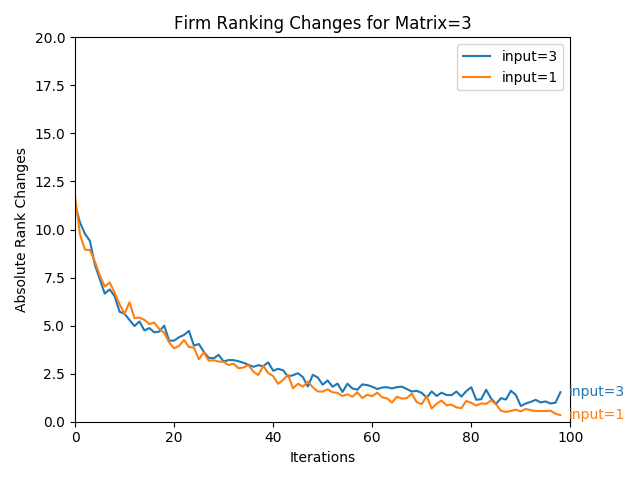 Firm Ranking Changes for Matrix=3
20.0
17.5
15.0
12.5
10.0
7.5
5.0
2.5
0.0
Absolute Rank Changes
input=3
input=1
input=3
input=1
0
20
40
60
80
100
Iterations